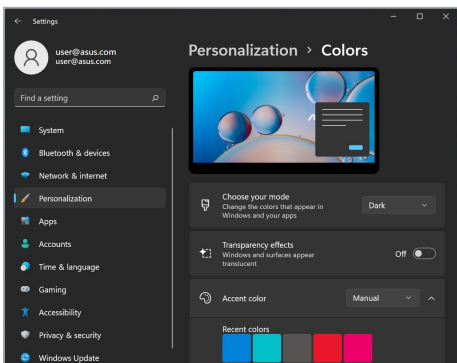 Settings
user@asus.com
user@asus.com
Find a setting
System
Bluetooth & devices
Network & internet
Personalization
Apps
Accounts
Time & language
Gaming
Accessibility
Privacy & security
Windows Update
Personalization > Colors
Choose your mode
Change the colors that appear in
Windows and your apps
Dark
Transparency effects
Windows and surfaces appear
translucent
Off
Accent color
Manual
Recent colors